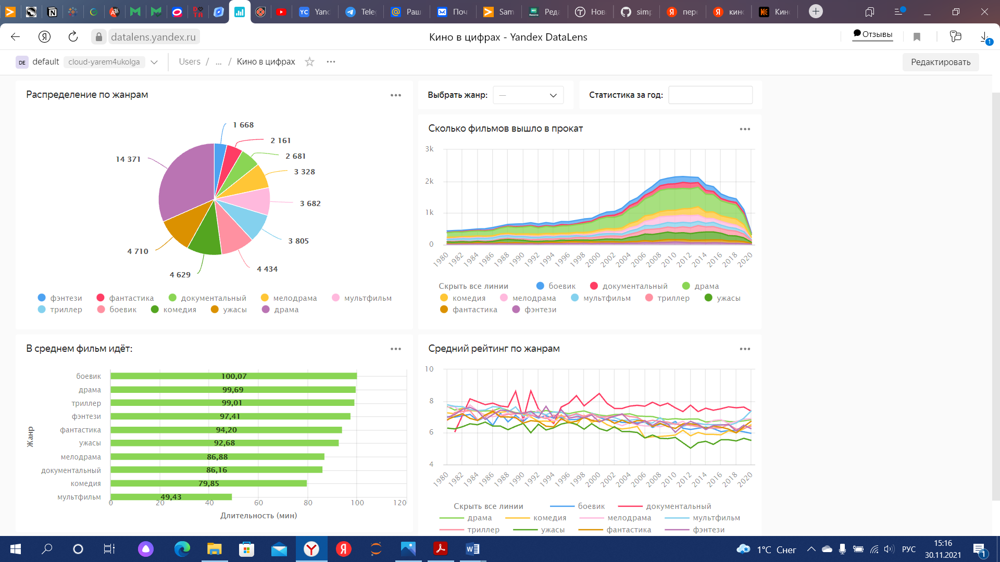 YC Yanc
Teleg
Раш
Поч
Sam
Реда
Нова
simp
Я пере
Я кино
Кино
datalens.yandex.ru
Кино в цифрах - Yandex DataLens
Отзывы
1
DE default cloud-yarem4ukolga Users / ... / Кино в цифрах
Редактировать
Распределение по жанрам
1 668
2 161
2 681
3 328
3 682
3 805
4 434
4 629
4 710
14 371
фэнтези фантастика документальный мелодрама мультфильм
триллер боевик комедия ужасы драма
Выбрать жанр: —
Статистика за год:
Сколько фильмов вышло в прокат
3k
2k
1k
0
1980 1982 1984 1986 1988 1990 1992 1994 1996 1998 2000 2002 2004 2006 2008 2010 2012 2014 2016 2018 2020
Скрыть все линии боевик документальный драма
комедия мелодрама мультфильм триллер ужасы
фантастика фэнтези
В среднем фильм идёт:
Жанр
боевик 100,07
драма 99,69
триллер 99,01
фэнтези 97,41
фантастика 94,20
ужасы 92,68
мелодрама 86,88
документальный 86,16
комедия 79,85
мультфильм 49,43
0 20 40 60 80 100 120
Длительность (мин)
Средний рейтинг по жанрам
10
8
6
4
1980 1982 1984 1986 1988 1990 1992 1994 1996 1998 2000 2002 2004 2006 2008 2010 2012 2014 2016 2018 2020
Скрыть все линии боевик документальный
драма комедия мелодрама мультфильм
триллер ужасы фантастика фэнтези
1°C Снег
РУС
15:16
30.11.2021
1